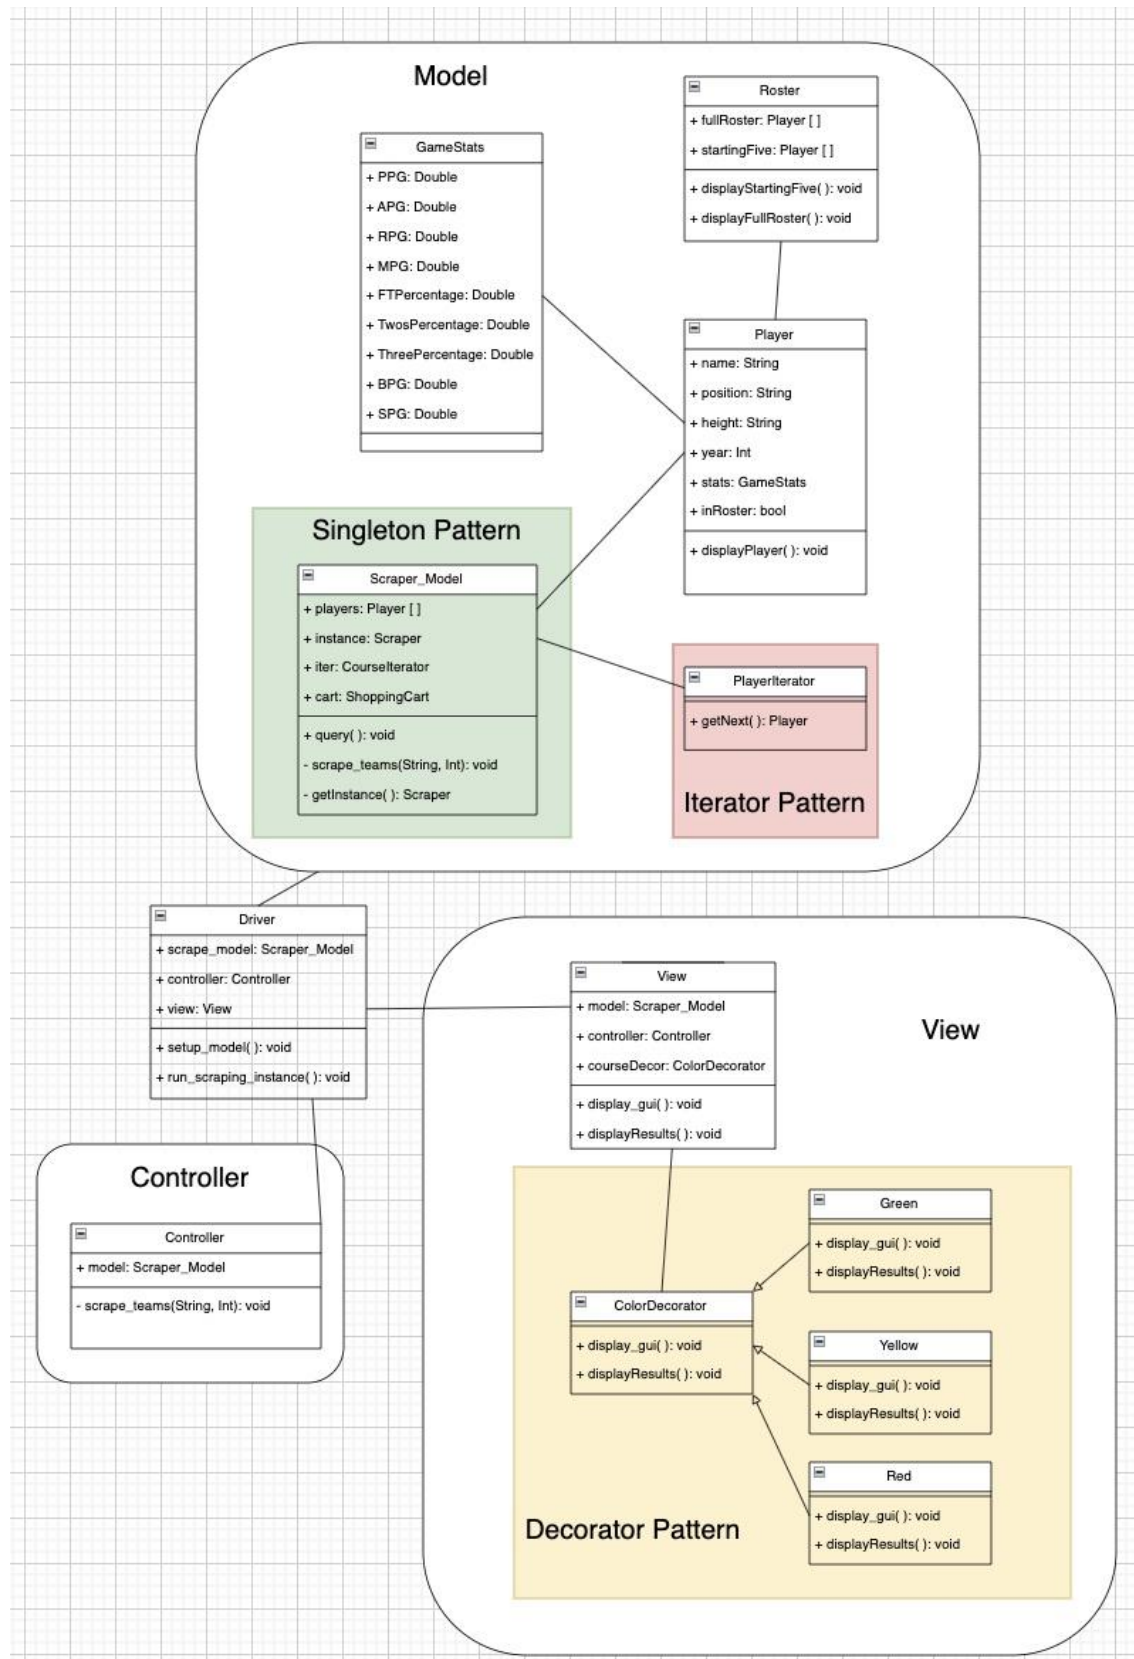 Model
Roster
+ fullRoster: Player [ ]
+ startingFive: Player [ ]
+ displayStartingFive( ): void
+ displayFullRoster( ): void
GameStats
+ PPG: Double
+ APG: Double
+ RPG: Double
+ MPG: Double
+ FTPercentage: Double
+ TwosPercentage: Double
+ ThreePercentage: Double
+ BPG: Double
+ SPG: Double
Player
+ name: String
+ position: String
+ height: String
+ year: Int
+ stats: GameStats
+ inRoster: bool
+ displayPlayer( ): void
Singleton Pattern
Scraper_Model
+ players: Player [ ]
+ instance: Scraper
+ iter: CourseIterator
+ cart: ShoppingCart
+ query( ): void
- scrape_teams(String, Int): void
- getInstance( ): Scraper
PlayerIterator
+ getNext( ): Player
Iterator Pattern
Driver
+ scrape_model: Scraper_Model
+ controller: Controller
+ view: View
+ setup_model( ): void
+ run_scraping_instance( ): void
View
View
+ model: Scraper_Model
+ controller: Controller
+ courseDecor: ColorDecorator
+ display_gui( ): void
+ displayResults( ): void
Controller
Controller
+ model: Scraper_Model
- scrape_teams(String, Int): void
Green
+ display_gui( ): void
+ displayResults( ): void
ColorDecorator
+ display_gui( ): void
+ displayResults( ): void
Yellow
+ display_gui( ): void
+ displayResults( ): void
Red
+ display_gui( ): void
+ displayResults( ): void
Decorator Pattern